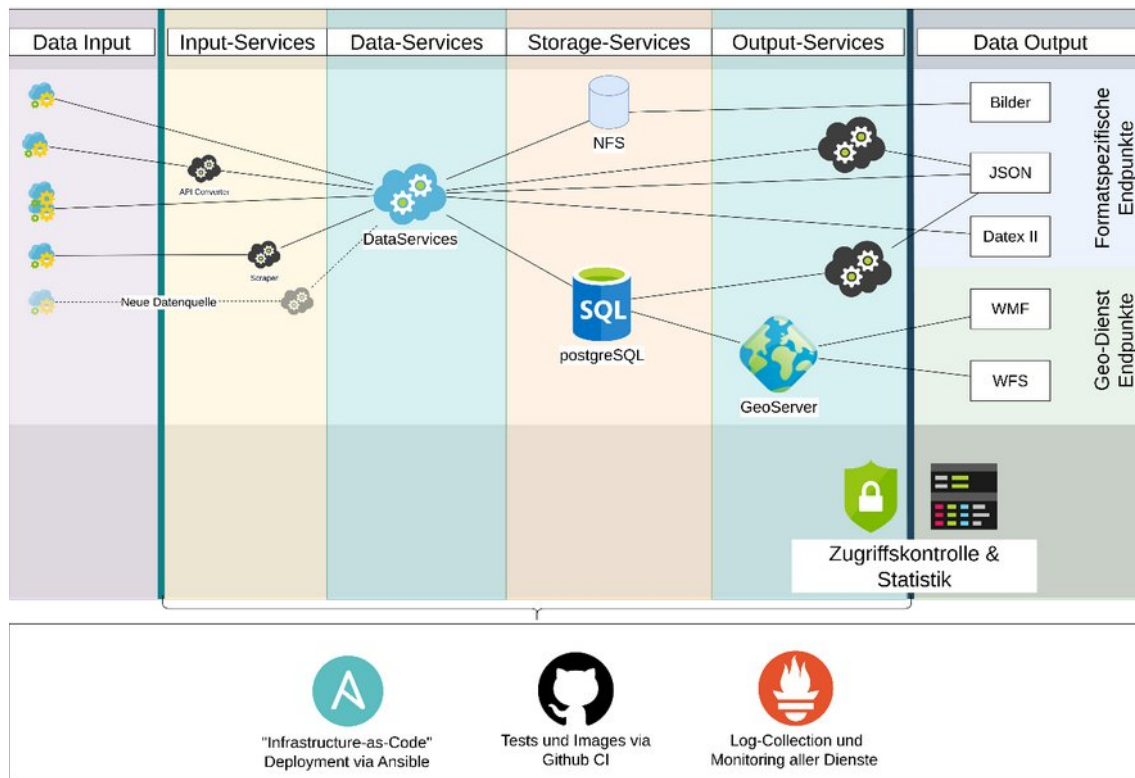 Data Input
Input-Services
Data-Services
Storage-Services
Output-Services
Data Output
Bilder
NFS
JSON
API Converter
Formatspezifische
Endpunkte
DataServices
Datex II
Scraper
Neue Datenquelle
SQL
postgreSQL
WMF
WFS
Geo-Dienst
Endpunkte
GeoServer
Zugriffskontrolle &
Statistik
"Infrastructure-as-Code"
Deployment via Ansible
Tests und Images via
Github CI
Log-Collection und
Monitoring aller Dienste